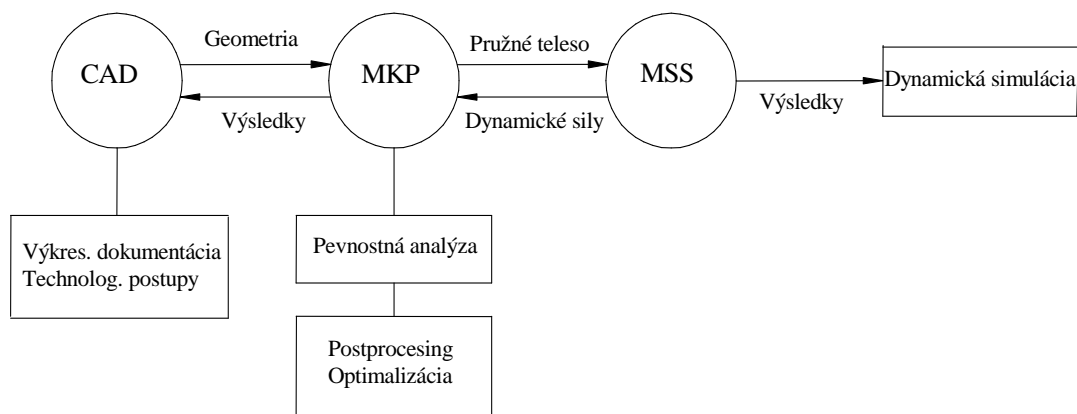 Geometria
Pružné teleso
CAD
MKP
MSS
Dynamická simulácia
Výsledky
Dynamické sily
Výsledky
Výkres. dokumentácia
Technolog. postupy
Pevnostná analýza
Postprocesing
Optimalizácia